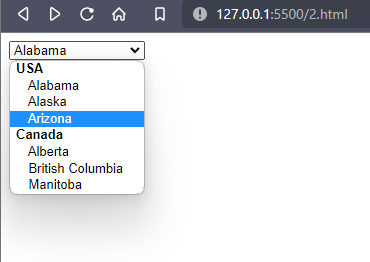 127.0.0.1:5500/2.html
Alabama
USA
Alabama
Alaska
Arizona
Canada
Alberta
British Columbia
Manitoba